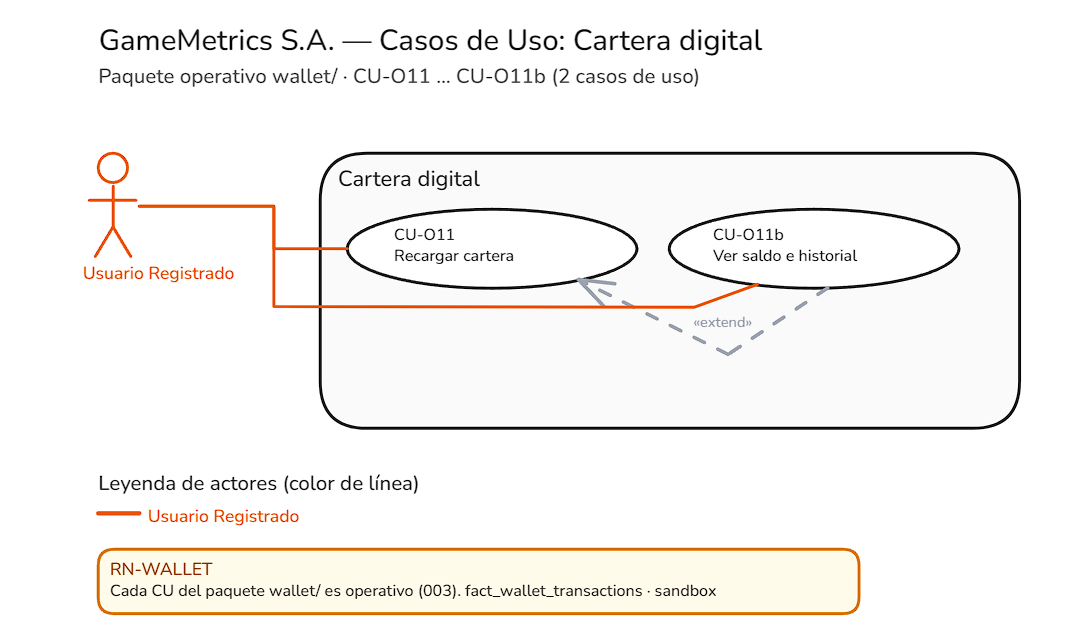 GameMetrics S.A. — Casos de Uso: Cartera digital
Paquete operativo wallet/ · CU-O11 … CU-O11b (2 casos de uso)
Cartera digital
CU-O11
Recargar cartera
CU-O11b
Ver saldo e historial
Usuario Registrado
«extend»
Leyenda de actores (color de línea)
Usuario Registrado
RN-WALLET
Cada CU del paquete wallet/ es operativo (003). fact_wallet_transactions · sandbox